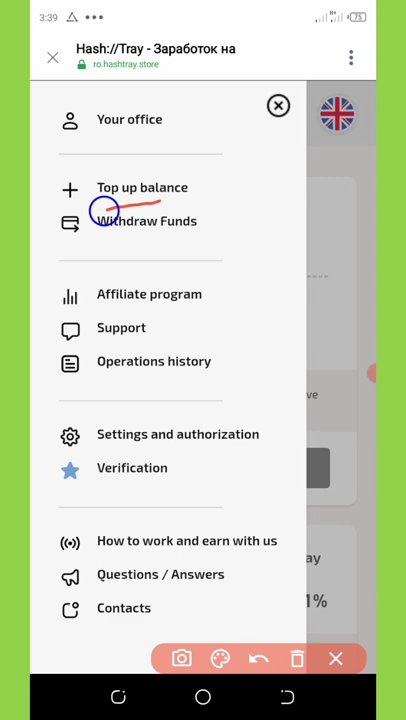 3:39
75
Hash://Tray - Заработок на
ro.hashtray.store
Your office
Top up balance
Withdraw Funds
Affiliate program
Support
Operations history
ve
Settings and authorization
Verification
How to work and earn with us
ay
Questions / Answers
1%
Contacts